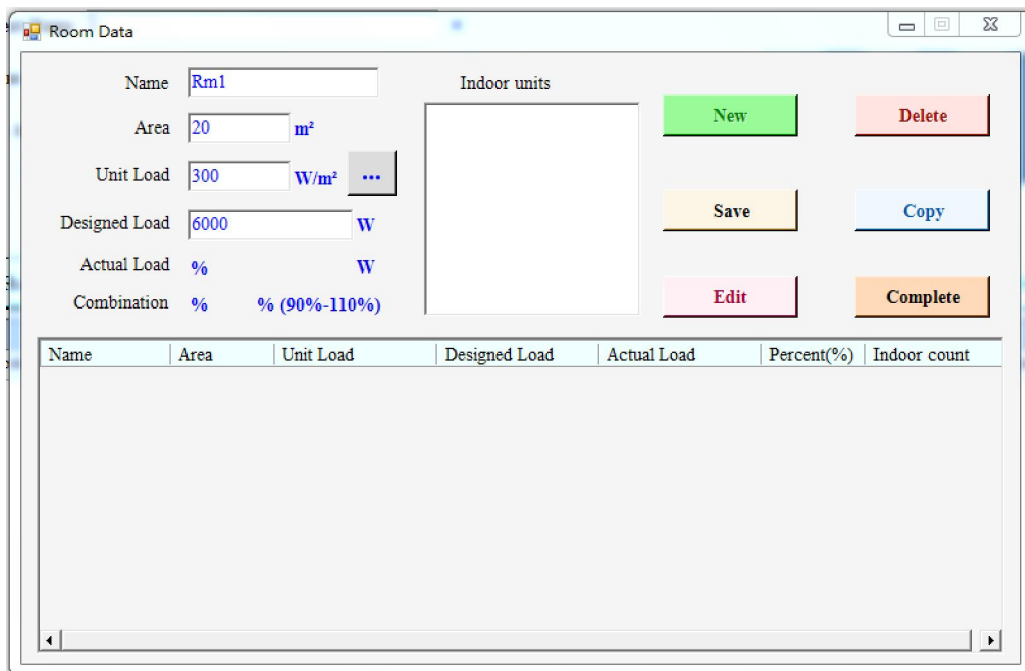 Room Data
Name Rm1 Indoor units
New Delete
Area 20 m²
Unit Load 300 W/m² ...
Save Copy
Designed Load 6000 W
Actual Load % W
Combination % % (90%-110%)
Edit Complete
Name Area Unit Load Designed Load Actual Load Percent(%) Indoor count